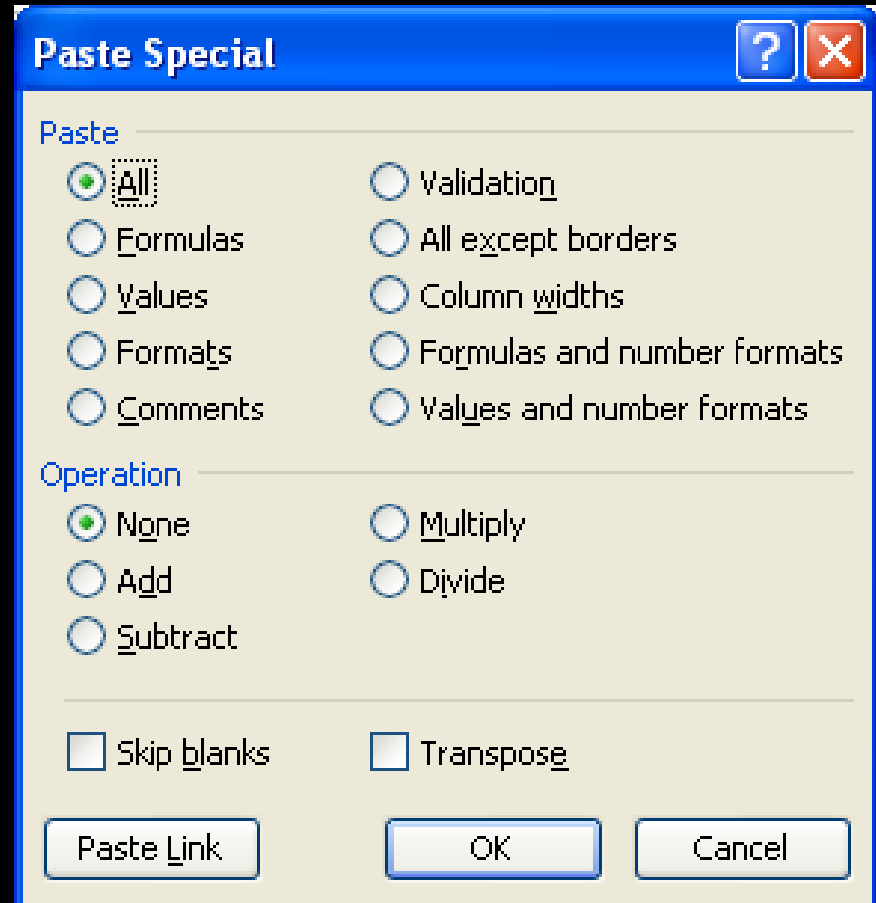 Paste Special
Paste
All
Validation
Formulas
All except borders
Values
Column widths
Formats
Formulas and number formats
Comments
Values and number formats
Operation
None
Multiply
Add
Divide
Subtract
Skip blanks
Transpose
Paste Link
OK
Cancel